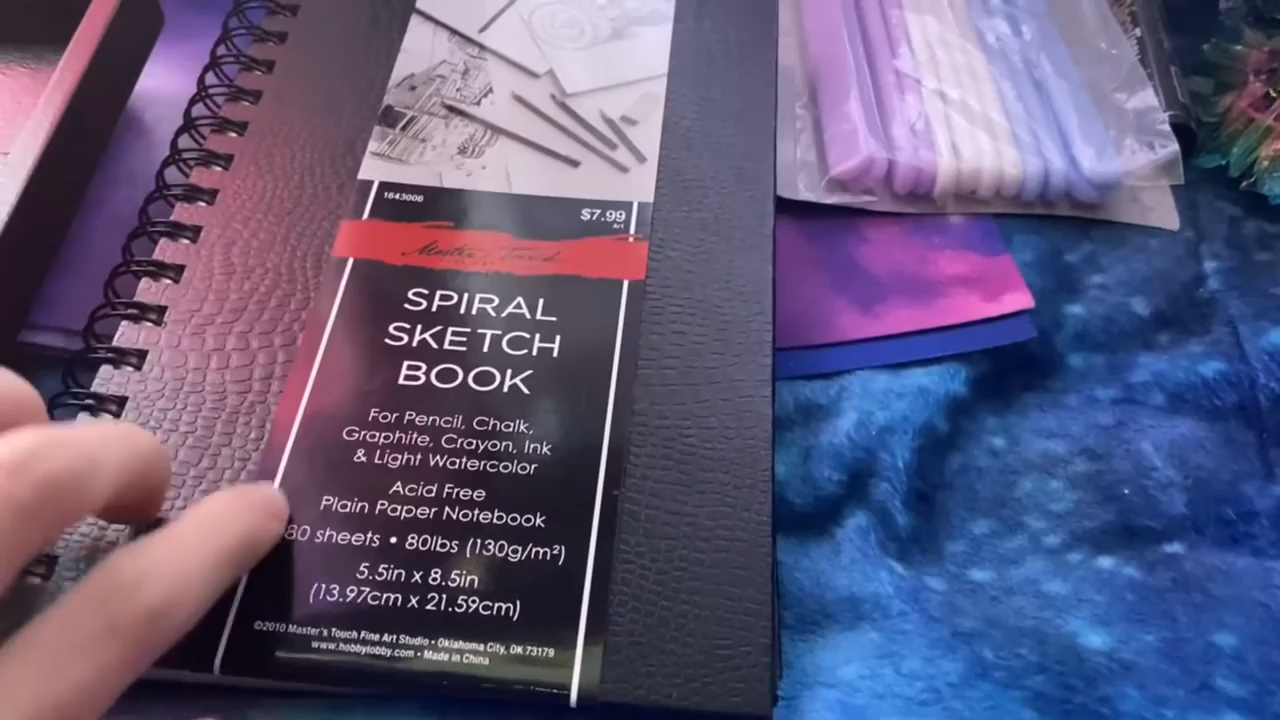 1643006
$7.99
Art
Master's Touch
SPIRAL
SKETCH
BOOK
For Pencil, Chalk,
Graphite, Crayon, Ink
& Light Watercolor
Acid Free
Plain Paper Notebook
80 sheets • 80lbs (130g/m²)
5.5in x 8.5in
(13.97cm x 21.59cm)
©2010 Master's Touch Fine Art Studio • Oklahoma City, OK 73179
www.hobbylobby.com • Made in China